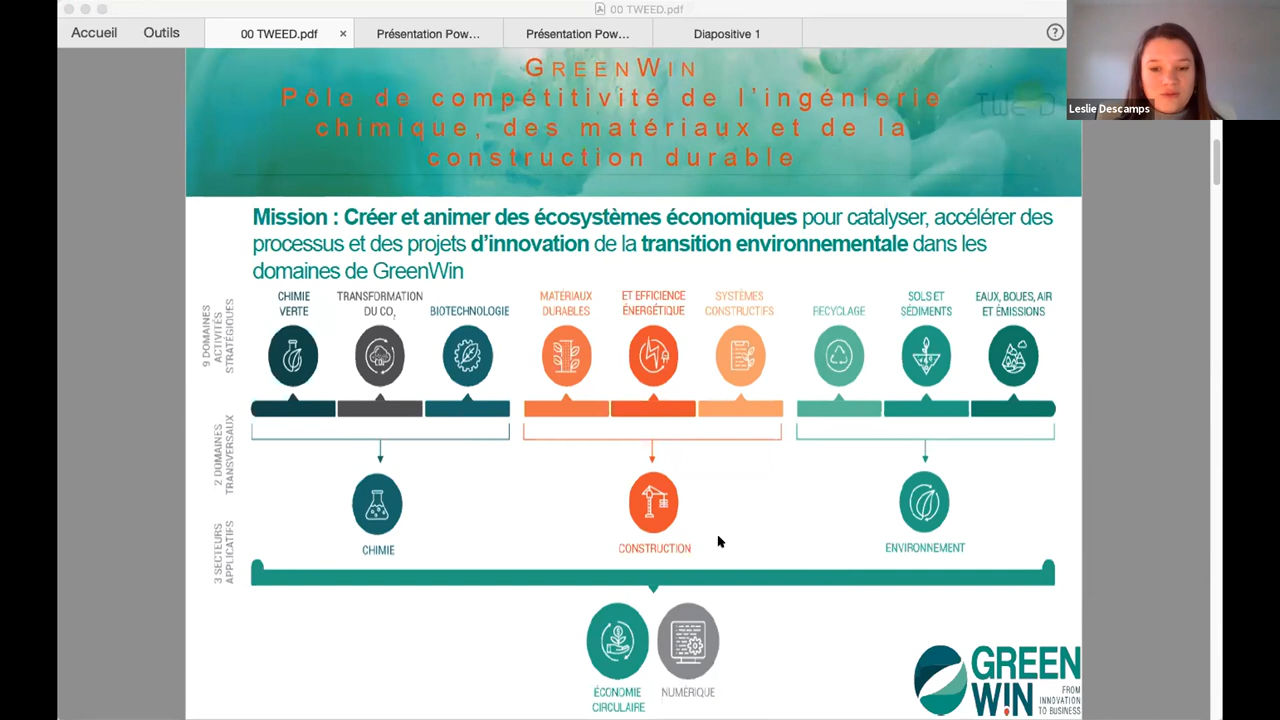 00 TWEED.pdf
Accueil
Outils
00 TWEED.pdf ×
Présentation Pow...
Présentation Pow...
Diapositive 1
?
Leslie Descamps
TWEED
GREENWIN
Pôle de compétitivité de l'ingénierie
chimique, des matériaux et de la
construction durable
Mission : Créer et animer des écosystèmes économiques pour catalyser, accélérer des
processus et des projets d'innovation de la transition environnementale dans les
domaines de GreenWin
9 DOMAINES
ACTIVITÉS
STRATÉGIQUES
CHIMIE
VERTE
TRANSFORMATION
DU CO2
BIOTECHNOLOGIE
MATÉRIAUX
DURABLES
ET EFFICIENCE
ÉNERGÉTIQUE
SYSTÈMES
CONSTRUCTIFS
RECYCLAGE
SOLS ET
SÉDIMENTS
EAUX, BOUES, AIR
ET ÉMISSIONS
2 DOMAINES
TRANSVERSAUX
3 SECTEURS
APPLICATIFS
CHIMIE
CONSTRUCTION
ENVIRONNEMENT
ÉCONOMIE
CIRCULAIRE
NUMÉRIQUE
GREEN
WIN
FROM
INNOVATION
TO BUSINESS